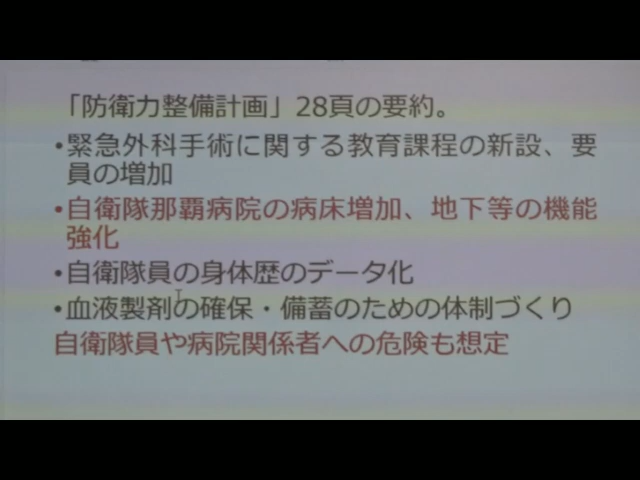 「防衛力整備計画」28頁の要約。
•緊急外科手術に関する教育課程の新設、要
員の増加
•自衛隊那覇病院の病床増加、地下等の機能
強化
•自衛隊員の身体歴のデータ化
•血液製剤の確保・備蓄のための体制づくり
自衛隊員や病院関係者への危険も想定